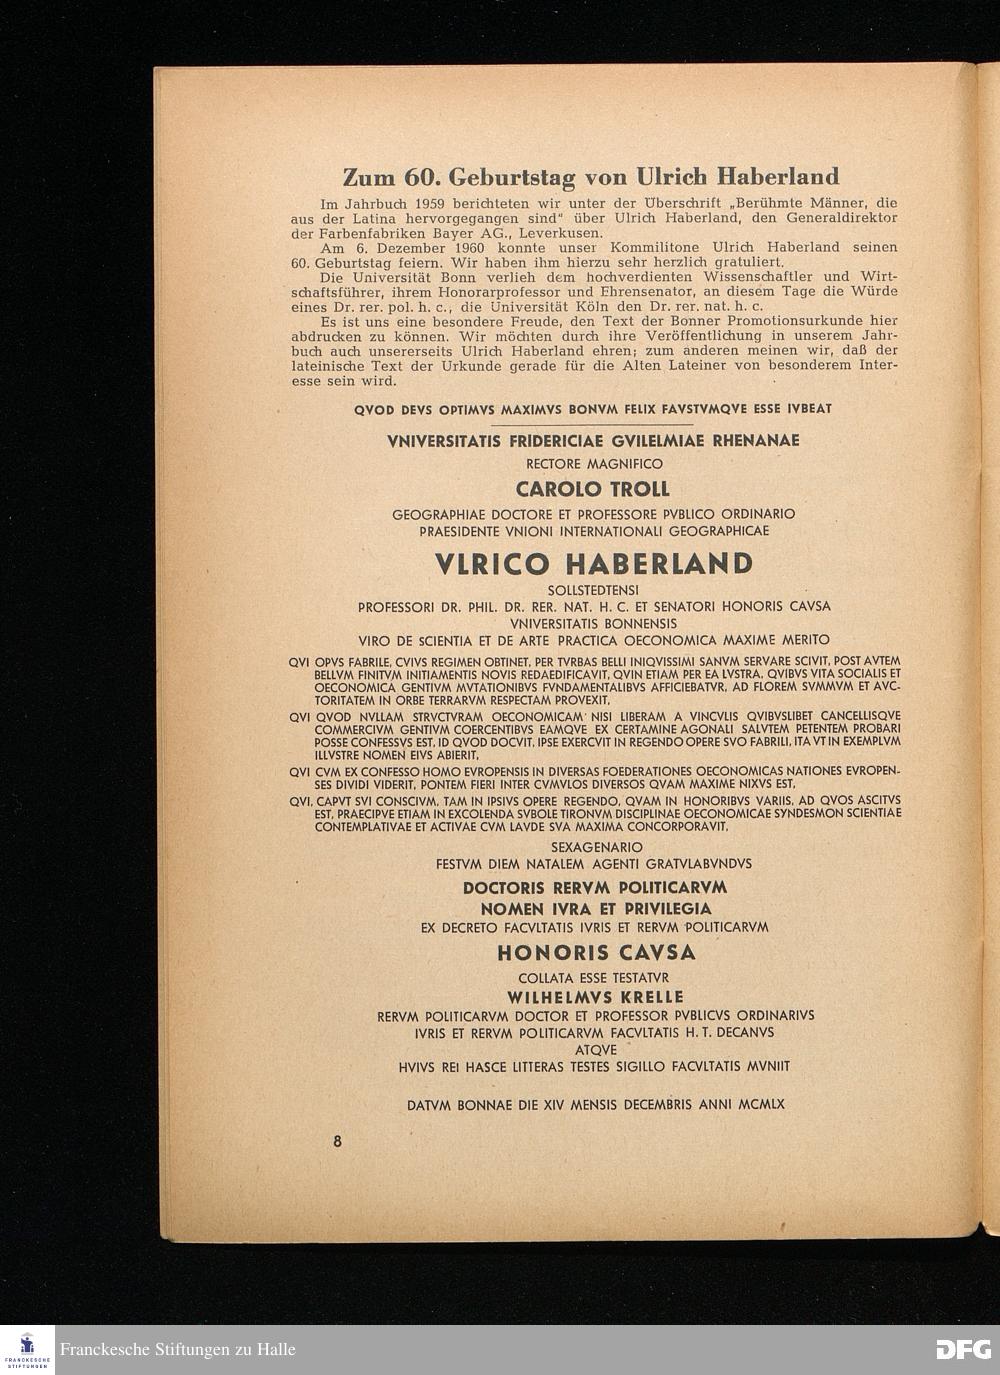 Zum 60. Geburtstag von Ulrich Haberland
Im Jahrbuch 1959 berichteten wir unter der Überschrift „Berühmte Männer, die
aus der Latina hervorgegangen sind" über Ulrich Haberland, den Generaldirektor
der Farbenfabriken Bayer AG., Leverkusen.
Am 6. Dezember 1960 konnte unser Kommilitone Ulrich Haberland seinen
60. Geburtstag feiern. Wir haben ihm hierzu sehr herzlich gratuliert.
Die Universität Bonn verlieh dem hochverdienten Wissenschaftler und Wirt-
schaftsführer, ihrem Honorarprofessor und Ehrensenator, an diesem Tage die Würde
eines Dr. rer. pol. h. c., die Universität Köln den Dr. rer. nat. h. c.
Es ist uns eine besondere Freude, den Text der Bonner Promotionsurkunde hier
abdrucken zu können. Wir möchten durch ihre Veröffentlichung in unserem Jahr-
buch auch unsererseits Ulrich Haberland ehren; zum anderen meinen wir, daß der
lateinische Text der Urkunde gerade für die Alten Lateiner von besonderem Inter-
esse sein wird.
QVOD DEVS OPTIMVS MAXIMVS BONVM FELIX FAVSTVMQVE ESSE IVBEAT
VNIVERSITATIS FRIDERICIAE GVILELMIAE RHENANAE
RECTORE MAGNIFICO
CAROLO TROLL
GEOGRAPHIAE DOCTORE ET PROFESSORE PVBLICO ORDINARIO
PRAESIDENTE VNIONI INTERNATIONALI GEOGRAPHICAE
VLRICO HABERLAND
SOLLSTEDTENSI
PROFESSORI DR. PHIL. DR. RER. NAT. H. C. ET SENATORI HONORIS CAVSA
VNIVERSITATIS BONNENSIS
VIRO DE SCIENTIA ET DE ARTE PRACTICA OECONOMICA MAXIME MERITO
QVI OPVS FABRILE, CVIVS REGIMEN OBTINET, PER TVRBAS BELLI INIQVISSIMI SANVM SERVARE SCIVIT, POST AVTEM
BELLVM FINITVM INITIAMENTIS NOVIS REDAEDIFICAVIT, QVIN ETIAM PER EA LVSTRA, QVIBVS VITA SOCIALIS ET
OECONOMICA GENTIVM MVTATIONIBVS FVNDAMENTALIBVS AFFICIEBATVR, AD FLOREM SVMMVM ET AVC-
TORITATEM IN ORBE TERRARVM RESPECTAM PROVEXIT,
QVI QVOD NVLLAM STRVCTVRAM OECONOMICAM NISI LIBERAM A VINCVLIS QVIBVSLIBET CANCELLISQVE
COMMERCIVM GENTIVM COERCENTIBVS EAMQVE EX CERTAMINE AGONALI SALVTEM PETENTEM PROBARI
POSSE CONFESSVS EST, ID QVOD DOCVIT, IPSE EXERCVIT IN REGENDO OPERE SVO FABRILI, ITA VT IN EXEMPLVM
ILLVSTRE NOMEN EIVS ABIERIT,
QVI CVM EX CONFESSO HOMO EVROPENSIS IN DIVERSAS FOEDERATIONES OECONOMICAS NATIONES EVROPEN-
SES DIVIDI VIDERIT, PONTEM FIERI INTER CVMVLOS DIVERSOS QVAM MAXIME NIXVS EST,
QVI, CAPVT SVI CONSCIVM, TAM IN IPSIVS OPERE REGENDO, QVAM IN HONORIBVS VARIIS, AD QVOS ASCITVS
EST, PRAECIPVE ETIAM IN EXCOLENDA SVBOLE TIRONVM DISCIPLINAE OECONOMICAE SYNDESMON SCIENTIAE
CONTEMPLATIVAE ET ACTIVAE CVM LAVDE SVA MAXIMA CONCORPORAVIT,
SEXAGENARIO
FESTVM DIEM NATALEM AGENTI GRATVLABVNDVS
DOCTORIS RERVM POLITICARVM
NOMEN IVRA ET PRIVILEGIA
EX DECRETO FACVLTATIS IVRIS ET RERVM POLITICARVM
HONORIS CAVSA
COLLATA ESSE TESTATVR
WILHELMVS KRELLE
RERVM POLITICARVM DOCTOR ET PROFESSOR PVBLICVS ORDINARIVS
IVRIS ET RERVM POLITICARVM FACVLTATIS H. T. DECANVS
ATQVE
HVIVS REI HASCE LITTERAS TESTES SIGILLO FACVLTATIS MVNIIT
DATVM BONNAE DIE XIV MENSIS DECEMBRIS ANNI MCMLX
8
FRANCKESCHE
STIFTUNGEN
Franckesche Stiftungen zu Halle
DFG